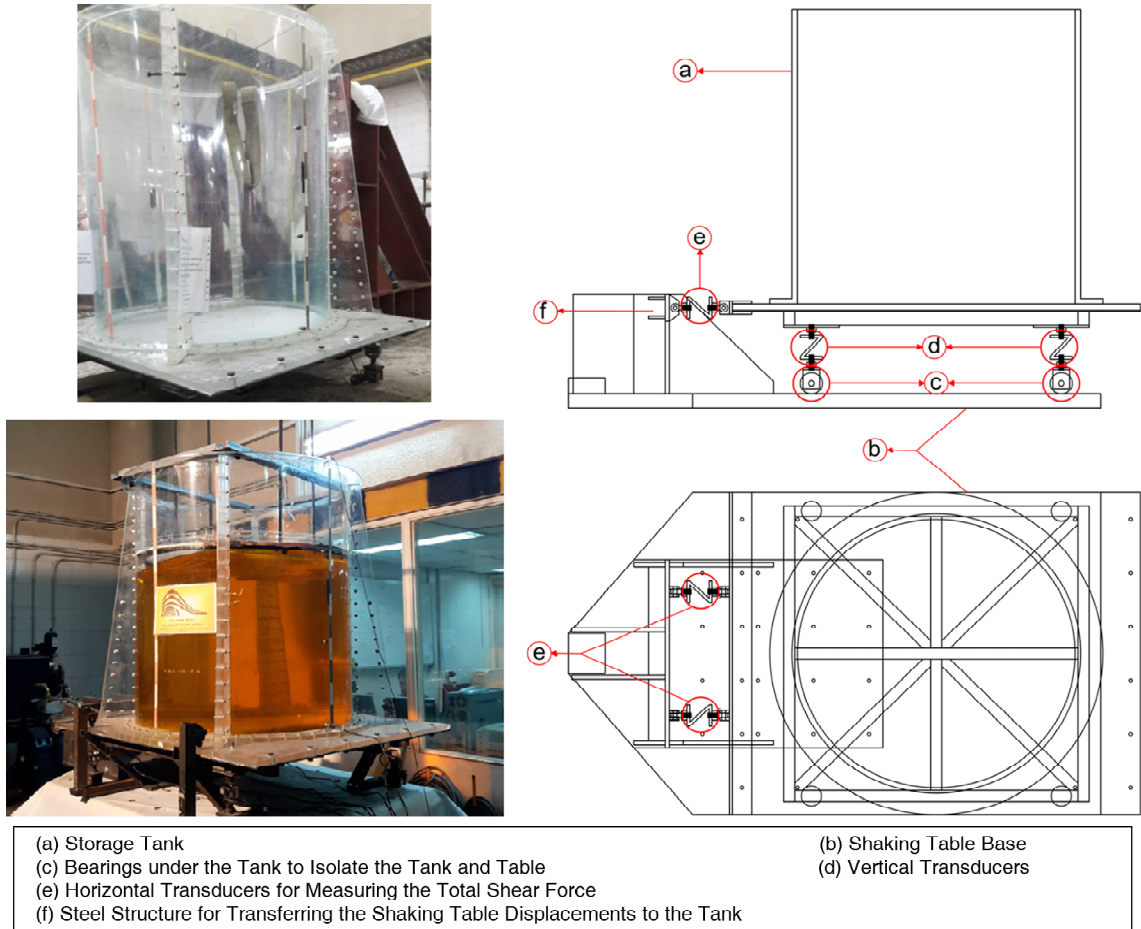 a
e
f
d
c
b
e
(a) Storage Tank
(b) Shaking Table Base
(c) Bearings under the Tank to Isolate the Tank and Table
(d) Vertical Transducers
(e) Horizontal Transducers for Measuring the Total Shear Force
(f) Steel Structure for Transferring the Shaking Table Displacements to the Tank